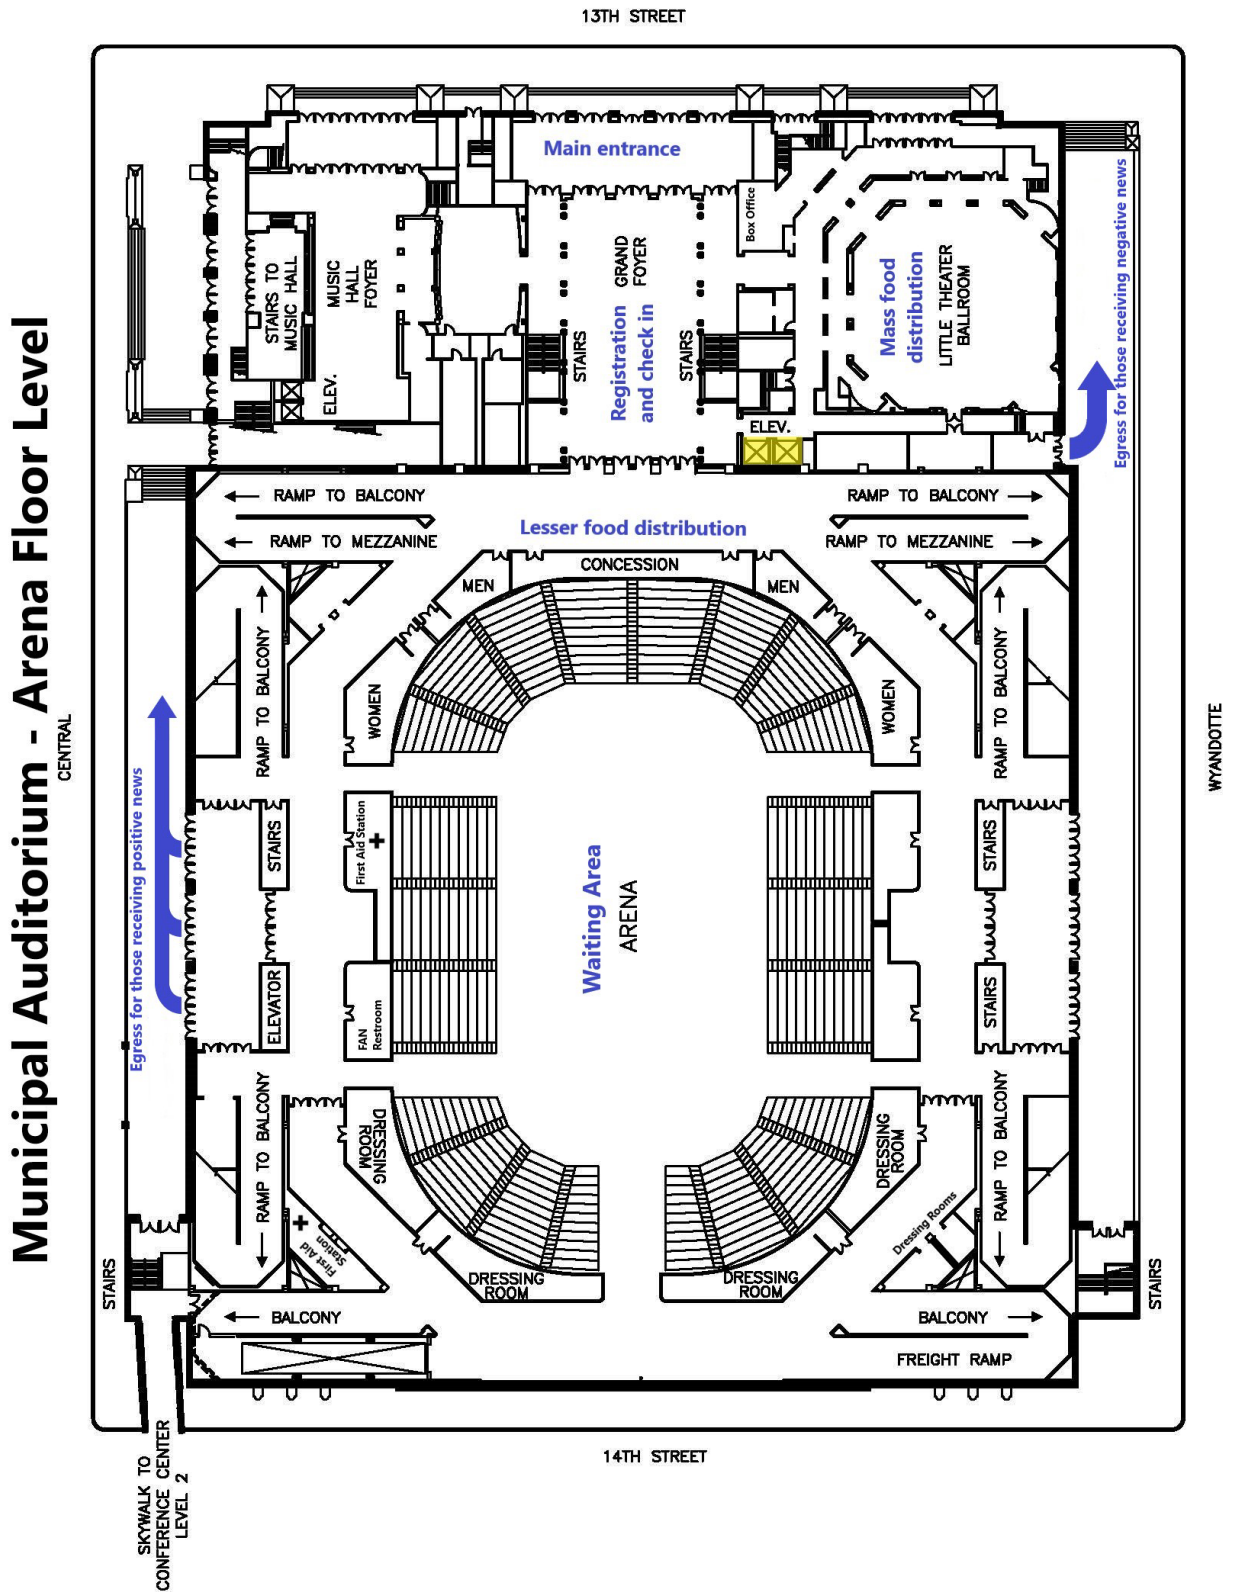 13TH STREET
Municipal Auditorium - Arena Floor Level
CENTRAL
WYANDOTTE
Main entrance
Box Office
STAIRS TO
MUSIC HALL
MUSIC
HALL
FOYER
ELEV.
GRAND
FOYER
Registration
and check in
STAIRS
STAIRS
Mass food
distribution
LITTLE THEATER
BALLROOM
ELEV.
Egress for those receiving negative news
RAMP TO BALCONY
RAMP TO BALCONY
Lesser food distribution
RAMP TO MEZZANINE
RAMP TO MEZZANINE
CONCESSION
MEN
MEN
WOMEN
WOMEN
RAMP TO BALCONY
RAMP TO BALCONY
Egress for those receiving positive news
STAIRS
First Aid Station
STAIRS
Waiting Area
ARENA
ELEVATOR
FAN
Restroom
STAIRS
RAMP TO BALCONY
DRESSING
ROOM
DRESSING
ROOM
RAMP TO BALCONY
First Aid
Station
Dressing Rooms
STAIRS
DRESSING
ROOM
DRESSING
ROOM
STAIRS
BALCONY
BALCONY
FREIGHT RAMP
14TH STREET
SKYWALK TO
CONFERENCE CENTER
LEVEL 2